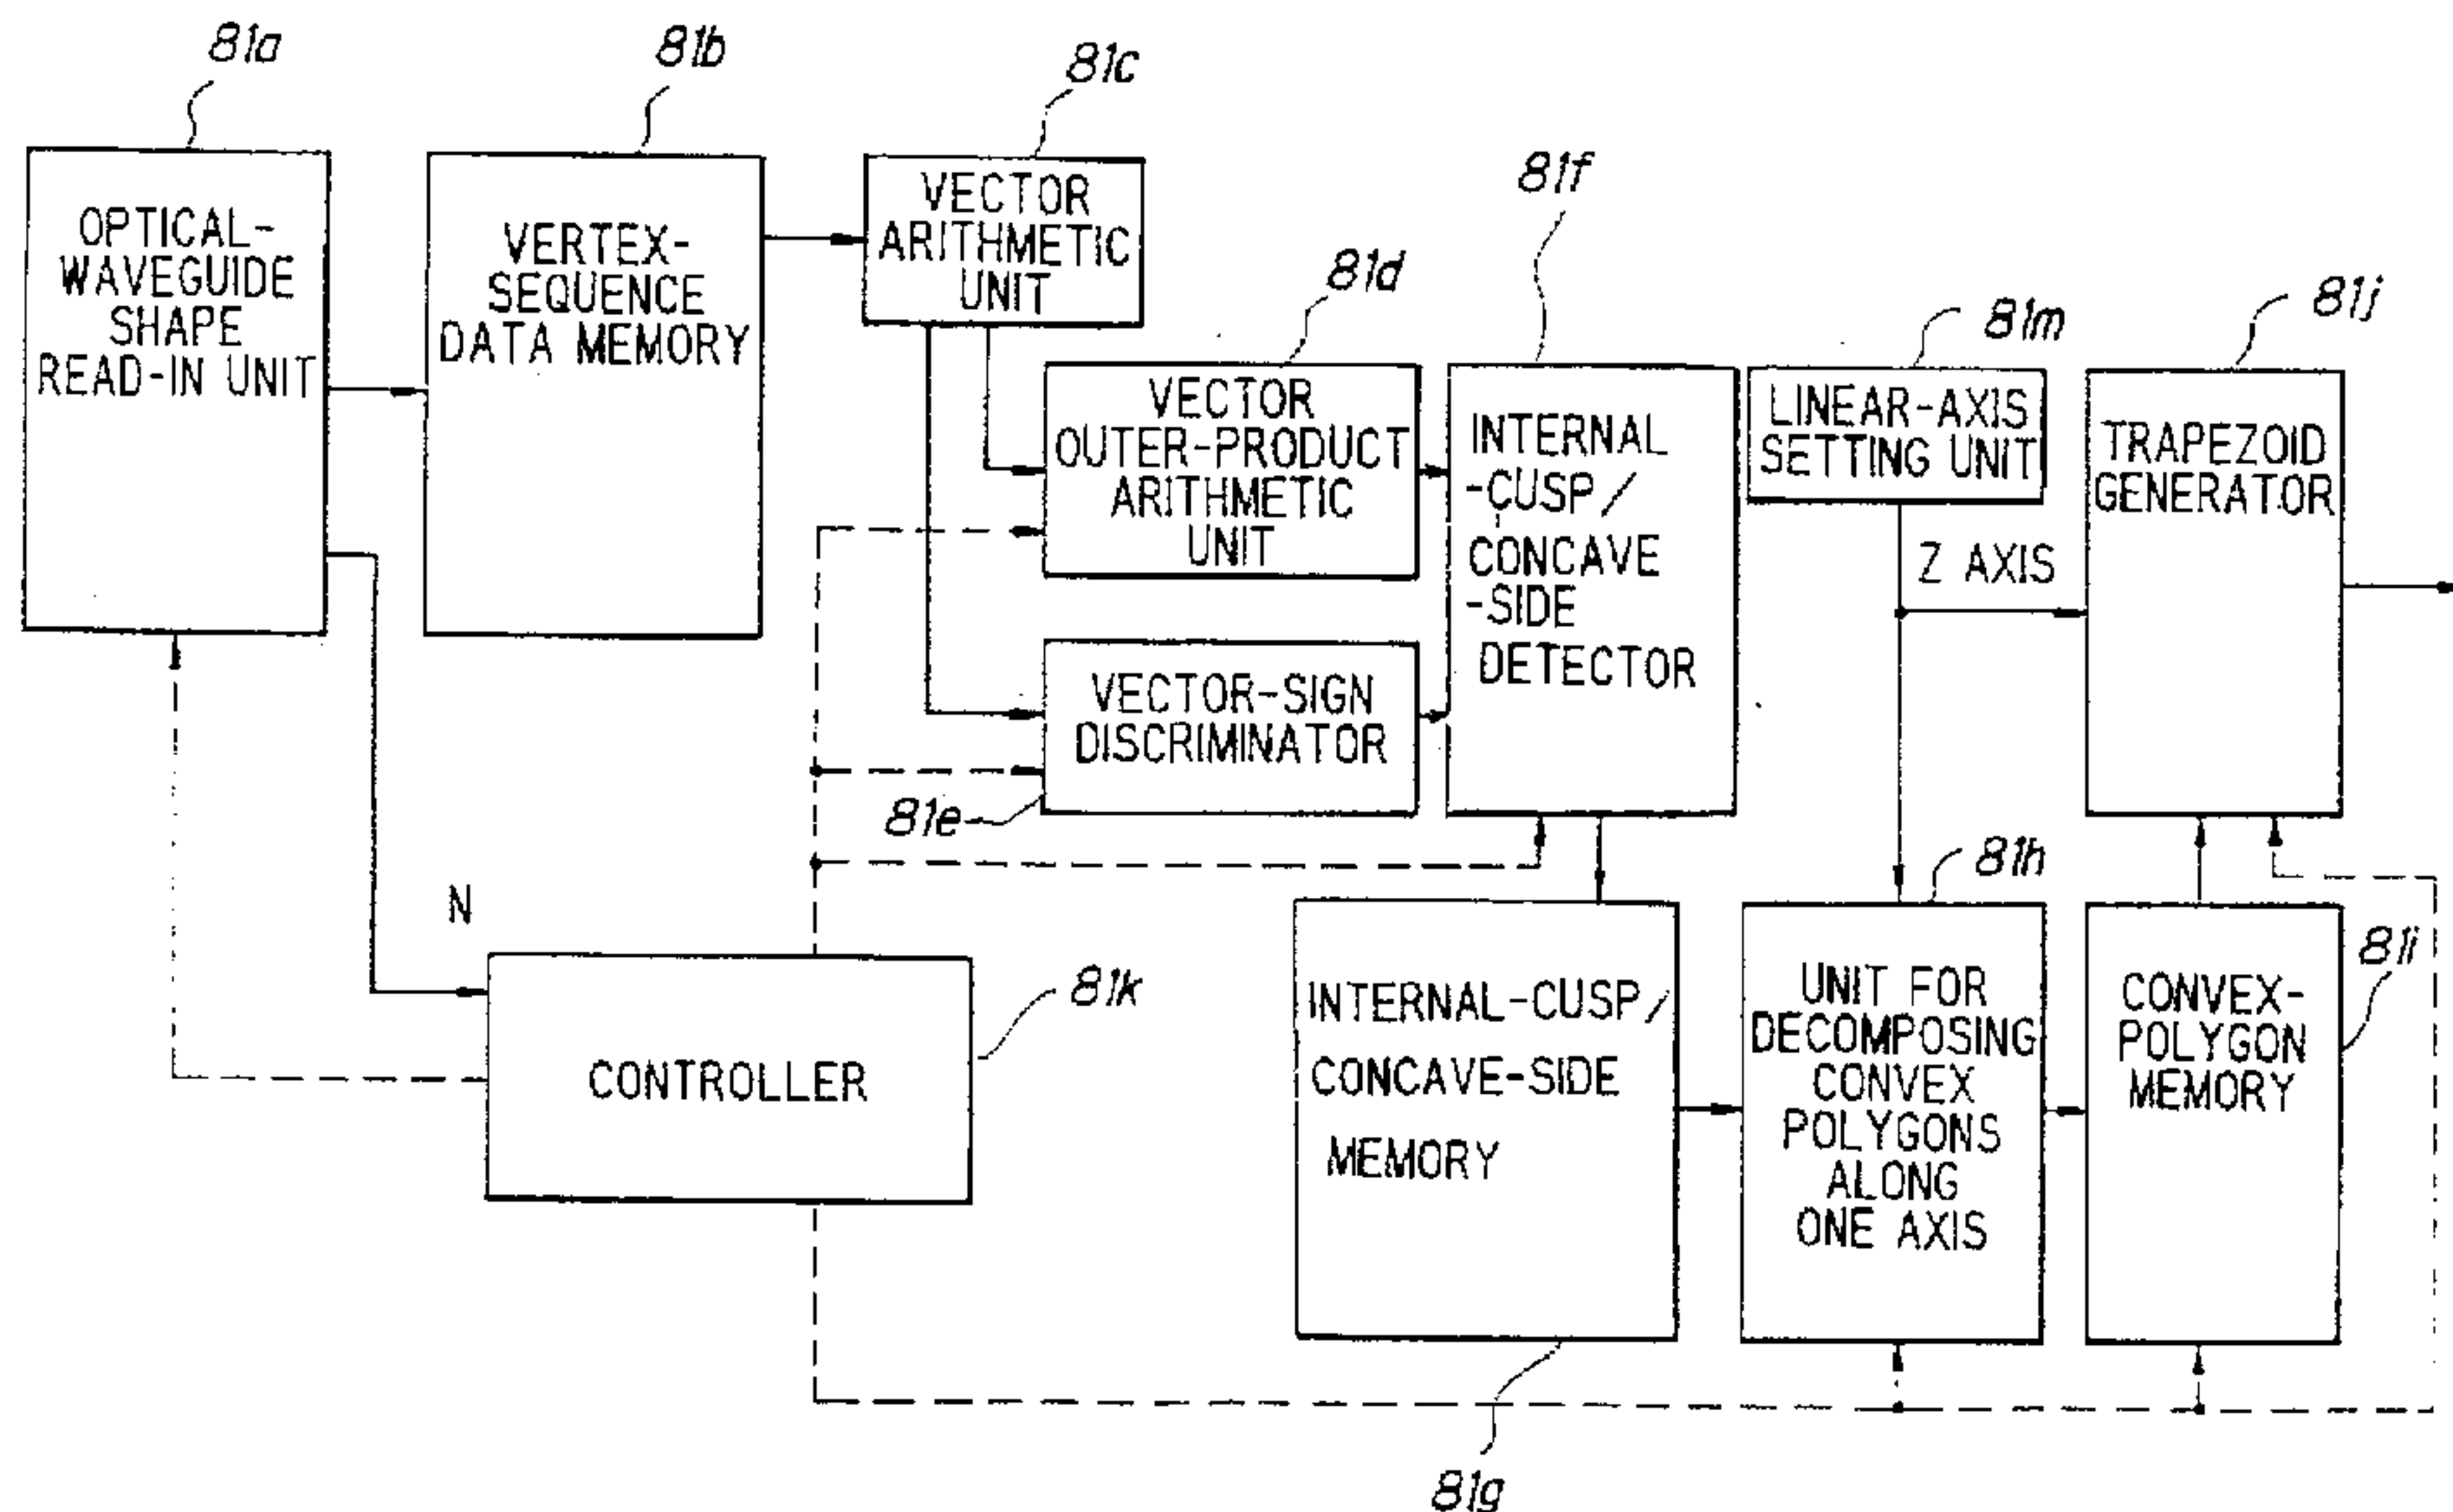 81a
81b
81c
81f
81d
81m
81j
OPTICAL-
WAVEGUIDE
SHAPE
READ-IN UNIT
VERTEX-
SEQUENCE
DATA MEMORY
VECTOR
ARITHMETIC
UNIT
VECTOR
OUTER-PRODUCT
ARITHMETIC
UNIT
INTERNAL
-CUSP/
CONCAVE
-SIDE
DETECTOR
LINEAR-AXIS
SETTING UNIT
TRAPEZOID
GENERATOR
Z AXIS
VECTOR-SIGN
DISCRIMINATOR
81e
N
81h
81k
81i
CONTROLLER
INTERNAL-CUSP/
CONCAVE-SIDE
MEMORY
UNIT FOR
DECOMPOSING
CONVEX
POLYGONS
ALONG
ONE AXIS
CONVEX-
POLYGON
MEMORY
81g